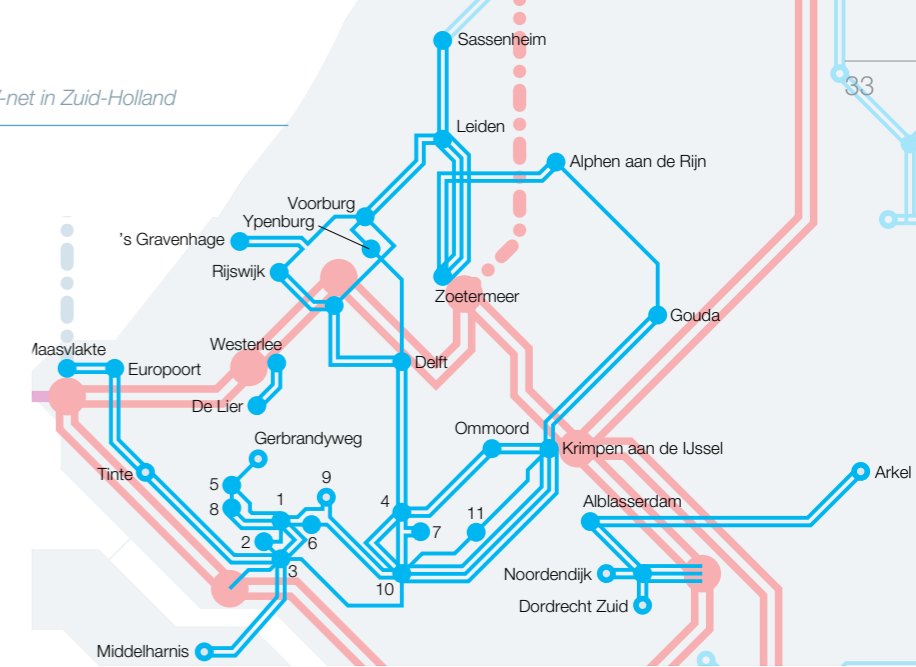 -net in Zuid-Holland
Sassenheim
33
Leiden
Alphen aan de Rijn
Voorburg
Ypenburg
's Gravenhage
Rijswijk
Zoetermeer
Gouda
Westerlee
Maasvlakte
Europoort
Delft
De Lier
Ommoord
Gerbrandyweg
Krimpen aan de IJssel
Tinte
Arkel
9
5
1
4
Alblasserdam
8
11
2
6
7
3
Noordendijk
10
Dordrecht Zuid
Middelharnis